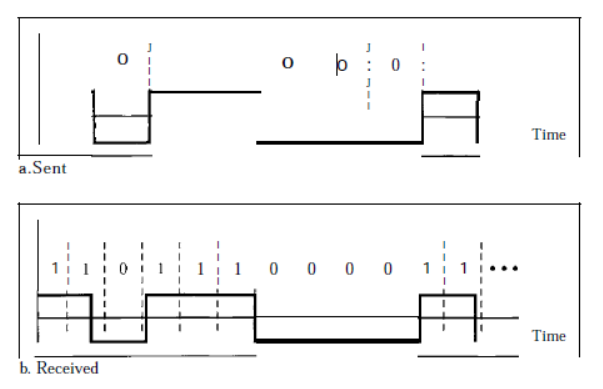 0 0 0 0
Time
a.Sent
1 1 0 1 1 1 0 0 0 0 1 1 •••
Time
b. Received